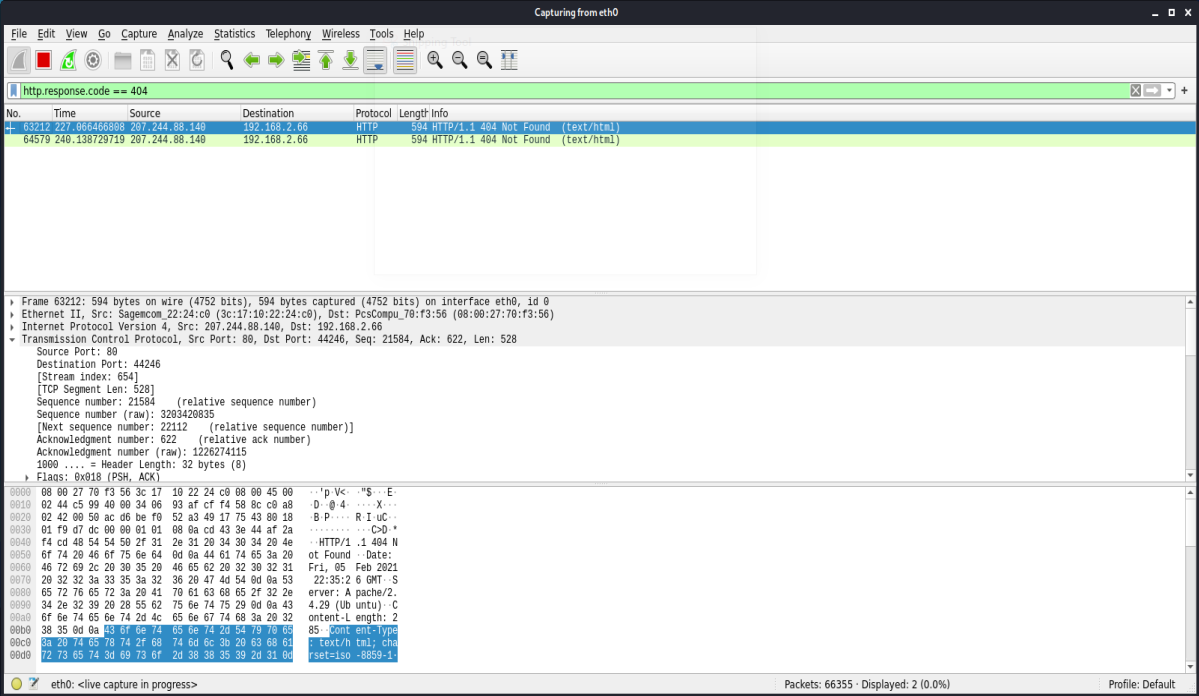 Capturing from eth0
File Edit View Go Capture Analyze Statistics Telephony Wireless Tools Help
http.response.code == 404
No. Time Source Destination Protocol Length Info
63212 227.066466808 207.244.88.140 192.168.2.66 HTTP 594 HTTP/1.1 404 Not Found (text/html)
64579 240.138729719 207.244.88.140 192.168.2.66 HTTP 594 HTTP/1.1 404 Not Found (text/html)
Frame 63212: 594 bytes on wire (4752 bits), 594 bytes captured (4752 bits) on interface eth0, id 0
Ethernet II, Src: Sagemcom_22:24:c0 (3c:17:10:22:24:c0), Dst: PcsCompu_70:f3:56 (08:00:27:70:f3:56)
Internet Protocol Version 4, Src: 207.244.88.140, Dst: 192.168.2.66
Transmission Control Protocol, Src Port: 80, Dst Port: 44246, Seq: 21584, Ack: 622, Len: 528
Source Port: 80
Destination Port: 44246
[Stream index: 654]
[TCP Segment Len: 528]
Sequence number: 21584 (relative sequence number)
Sequence number (raw): 3203420835
[Next sequence number: 22112 (relative sequence number)]
Acknowledgment number: 622 (relative ack number)
Acknowledgment number (raw): 1226274115
1000 .... = Header Length: 32 bytes (8)
Flags: 0x018 (PSH, ACK)
0000 08 00 27 70 f3 56 3c 17 10 22 24 c0 08 00 45 00 ··'p·V<· ·"$···E·
0010 02 44 c5 99 40 00 34 06 93 af cf f4 58 8c c0 a8 ·D··@·4· ····X···
0020 02 42 00 50 ac d6 be f0 52 a3 49 17 75 43 80 18 ·B·P···· R·I·uC··
0030 01 f9 d7 dc 00 00 01 01 08 0a cd 43 3e 44 af 2a ········ ···C>D·*
0040 f4 cd 48 54 54 50 2f 31 2e 31 20 34 30 34 20 4e ··HTTP/1 .1 404 N
0050 6f 74 20 46 6f 75 6e 64 0d 0a 44 61 74 65 3a 20 ot Found ··Date:
0060 46 72 69 2c 20 30 35 20 46 65 62 20 32 30 32 31 Fri, 05 Feb 2021
0070 20 32 32 3a 33 35 3a 32 36 20 47 4d 54 0d 0a 53 22:35:2 6 GMT··S
0080 65 72 76 65 72 3a 20 41 70 61 63 68 65 2f 32 2e erver: A pache/2.
0090 34 2e 32 39 20 28 55 62 75 6e 74 75 29 0d 0a 43 4.29 (Ub untu)··C
00a0 6f 6e 74 65 6e 74 2d 4c 65 6e 67 74 68 3a 20 32 ontent-L ength: 2
00b0 38 35 0d 0a 43 6f 6e 74 65 6e 74 2d 54 79 70 65 85··Cont ent-Type
00c0 3a 20 74 65 78 74 2f 68 74 6d 6c 3b 20 63 68 61 : text/h tml; cha
00d0 72 73 65 74 3d 69 73 6f 2d 38 38 35 39 2d 31 0d rset=iso -8859-1·
eth0: <live capture in progress> Packets: 66355 · Displayed: 2 (0.0%) Profile: Default